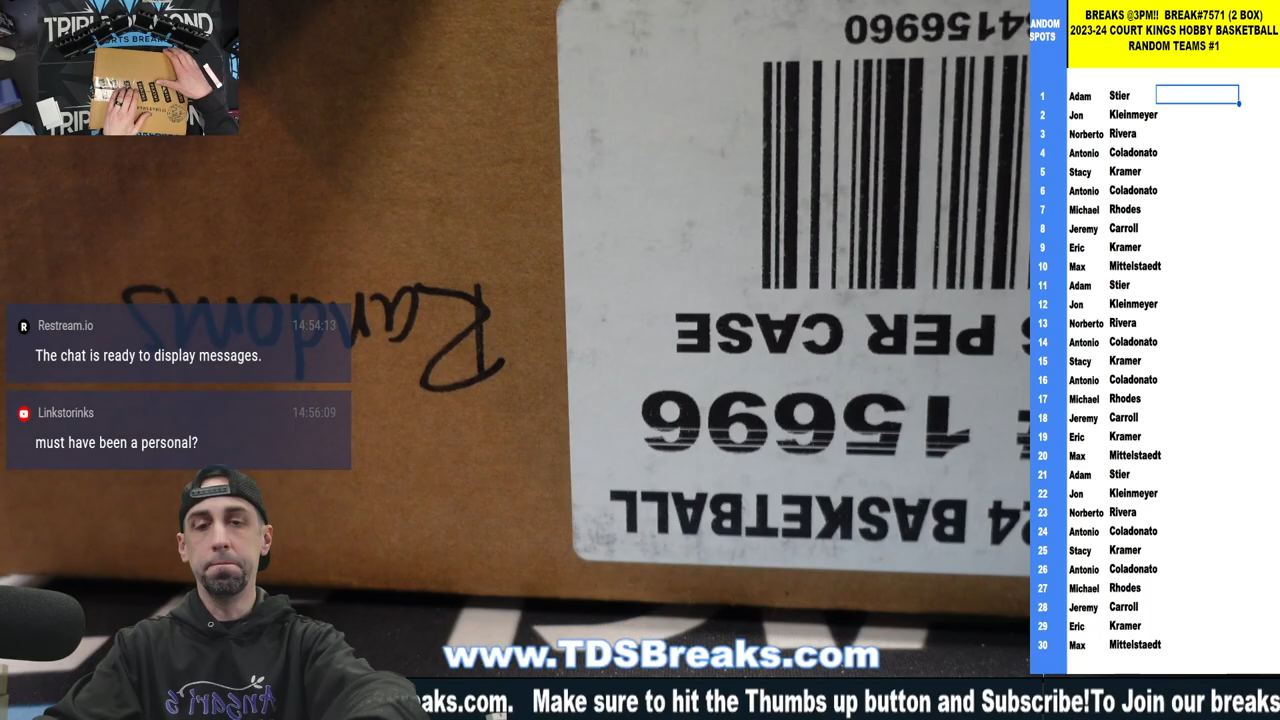 TRIPLE DIAMOND
SPORTS BREAKS
ANDOM
SPOTS
BREAKS @3PM!! BREAK#7571 (2 BOX)
2023-24 COURT KINGS HOBBY BASKETBALL
RANDOM TEAMS #1
1 Adam Stier
2 Jon Kleinmeyer
3 Norberto Rivera
4 Antonio Coladonato
5 Stacy Kramer
6 Antonio Coladonato
7 Michael Rhodes
8 Jeremy Carroll
9 Eric Kramer
10 Max Mittelstaedt
11 Adam Stier
12 Jon Kleinmeyer
13 Norberto Rivera
14 Antonio Coladonato
15 Stacy Kramer
16 Antonio Coladonato
17 Michael Rhodes
18 Jeremy Carroll
19 Eric Kramer
20 Max Mittelstaedt
21 Adam Stier
22 Jon Kleinmeyer
23 Norberto Rivera
24 Antonio Coladonato
25 Stacy Kramer
26 Antonio Coladonato
27 Michael Rhodes
28 Jeremy Carroll
29 Eric Kramer
30 Max Mittelstaedt
24 BASKETBALL
# 15696
PER CASE
54156960
Randoms
Restream.io 14:54:13
The chat is ready to display messages.
Linkstorinks 14:56:09
must have been a personal?
Ansari's
www.TDSBreaks.com
eaks.com. Make sure to hit the Thumbs up button and Subscribe!To Join our breaks